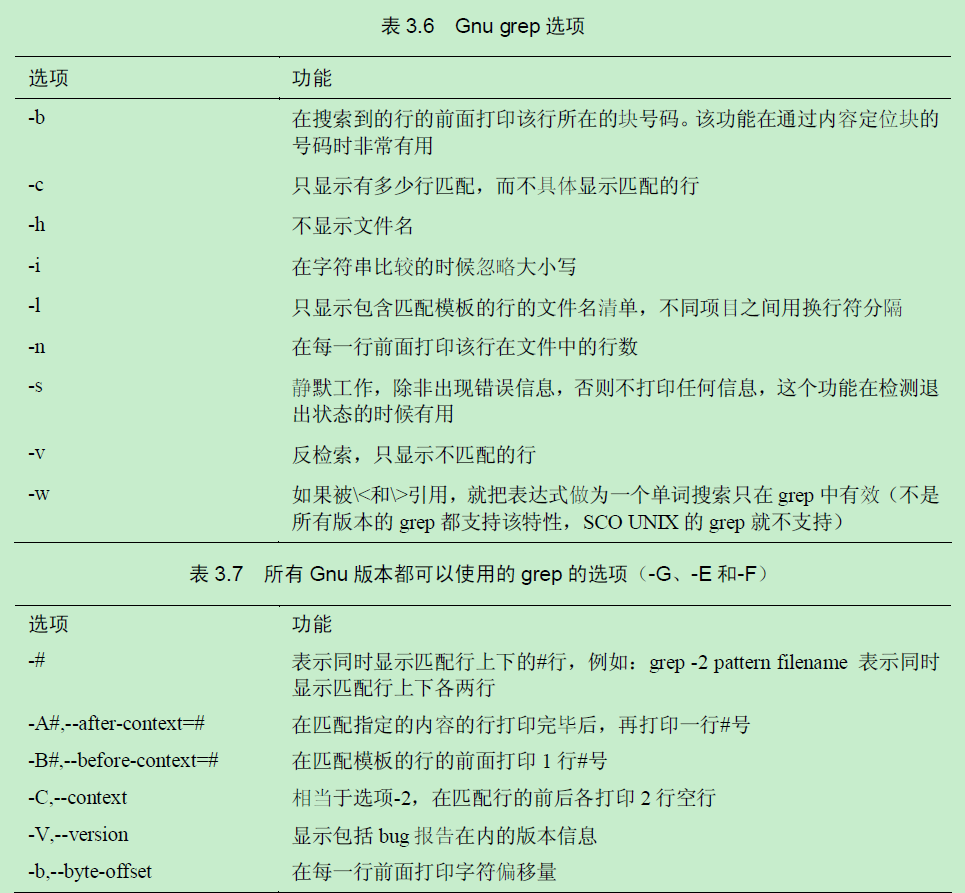 表 3.6 Gnu grep 选项
选项 功能
-b 在搜索到的行的前面打印该行所在的块号码。该功能在通过内容定位块的
号码时非常有用
-c 只显示有多少行匹配，而不具体显示匹配的行
-h 不显示文件名
-i 在字符串比较的时候忽略大小写
-l 只显示包含匹配模板的行的文件名清单，不同项目之间用换行符分隔
-n 在每一行前面打印该行在文件中的行数
-s 静默工作，除非出现错误信息，否则不打印任何信息，这个功能在检测退
出状态的时候有用
-v 反检索，只显示不匹配的行
-w 如果被\<和\>引用，就把表达式做为一个单词搜索只在 grep 中有效（不是
所有版本的 grep 都支持该特性，SCO UNIX 的 grep 就不支持）
表 3.7 所有 Gnu 版本都可以使用的 grep 的选项（-G、-E 和-F）
选项 功能
-# 表示同时显示匹配行上下的#行，例如：grep -2 pattern filename 表示同时
显示匹配行上下各两行
-A#,--after-context=# 在匹配指定的内容的行打印完毕后，再打印一行#号
-B#,--before-context=# 在匹配模板的行的前面打印 1 行#号
-C,--context 相当于选项-2，在匹配行的前后各打印 2 行空行
-V,--version 显示包括 bug 报告在内的版本信息
-b,--byte-offset 在每一行前面打印字符偏移量